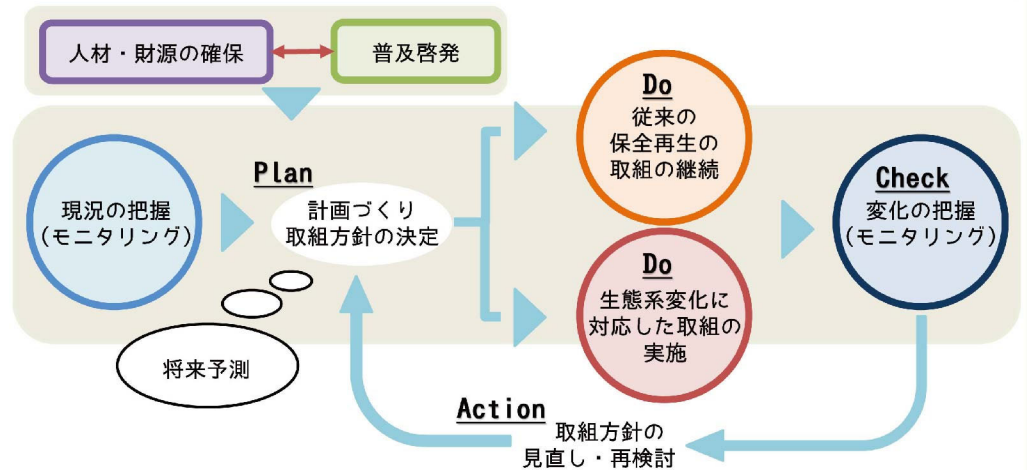 人材・財源の確保
普及啓発
現況の把握
(モニタリング)
Plan
計画づくり
取組方針の決定
将来予測
Do
従来の
保全再生の
取組の継続
Do
生態系変化に
対応した取組の
実施
Check
変化の把握
(モニタリング)
Action
取組方針の
見直し・再検討